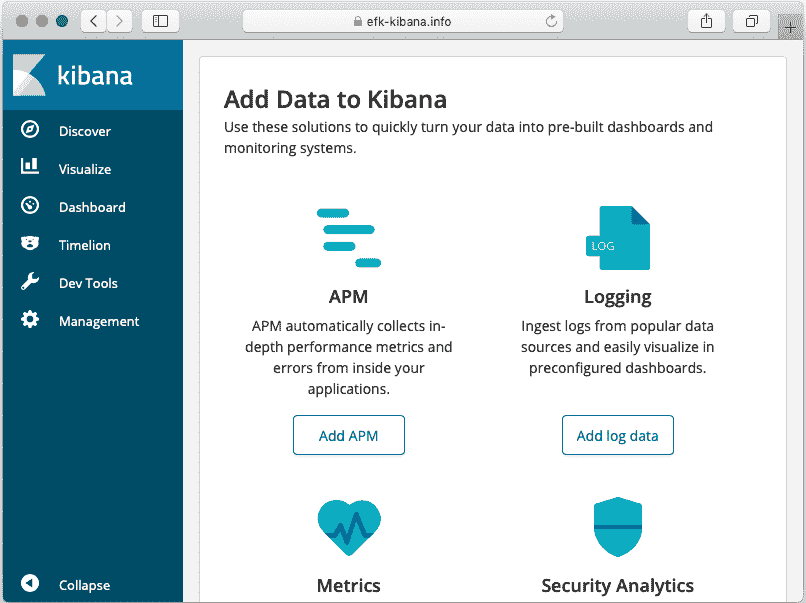 efk-kibana.info
kibana
Discover
Visualize
Dashboard
Timelion
Dev Tools
Management
Collapse
Add Data to Kibana
Use these solutions to quickly turn your data into pre-built dashboards and
monitoring systems.
APM
APM automatically collects in-
depth performance metrics and
errors from inside your
applications.
Add APM
LOG
Logging
Ingest logs from popular data
sources and easily visualize in
preconfigured dashboards.
Add log data
Metrics
Security Analytics